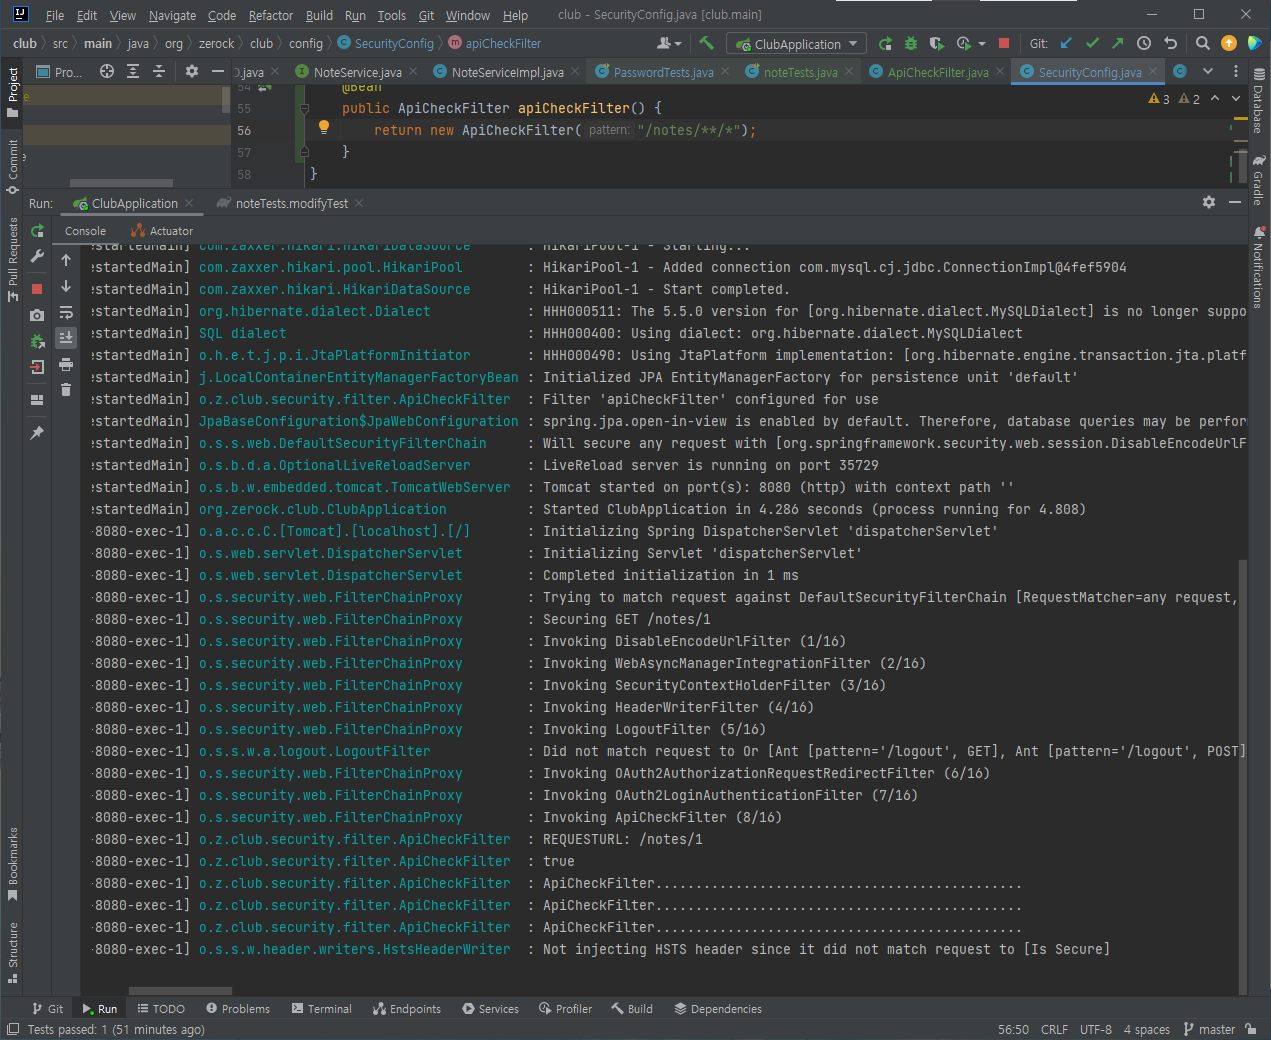 File Edit View Navigate Code Refactor Build Run Tools Git Window Help club - SecurityConfig.java [club.main]
club src main java org zerock club config SecurityConfig apiCheckFilter ClubApplication Git:
Project Pro... .java NoteService.java NoteServiceImpl.java PasswordTests.java noteTests.java ApiCheckFilter.java SecurityConfig.java
54 @Bean
55 public ApiCheckFilter apiCheckFilter() {
56 return new ApiCheckFilter( pattern: "/notes/**/*");
57 }
58 }
3 2
Run: ClubApplication noteTests.modifyTest
Console Actuator
estartedMain] com.zaxxer.hikari.HikariDataSource : HikariPool-1 - Starting...
estartedMain] com.zaxxer.hikari.pool.HikariPool : HikariPool-1 - Added connection com.mysql.cj.jdbc.ConnectionImpl@4fef5904
estartedMain] com.zaxxer.hikari.HikariDataSource : HikariPool-1 - Start completed.
estartedMain] org.hibernate.dialect.Dialect : HHH000511: The 5.5.0 version for [org.hibernate.dialect.MySQLDialect] is no longer suppo
estartedMain] SQL dialect : HHH000400: Using dialect: org.hibernate.dialect.MySQLDialect
estartedMain] o.h.e.t.j.p.i.JtaPlatformInitiator : HHH000490: Using JtaPlatform implementation: [org.hibernate.engine.transaction.jta.platf
estartedMain] j.LocalContainerEntityManagerFactoryBean : Initialized JPA EntityManagerFactory for persistence unit 'default'
estartedMain] o.z.club.security.filter.ApiCheckFilter : Filter 'apiCheckFilter' configured for use
estartedMain] JpaBaseConfiguration$JpaWebConfiguration : spring.jpa.open-in-view is enabled by default. Therefore, database queries may be perfor
estartedMain] o.s.s.web.DefaultSecurityFilterChain : Will secure any request with [org.springframework.security.web.session.DisableEncodeUrlF
estartedMain] o.s.b.d.a.OptionalLiveReloadServer : LiveReload server is running on port 35729
estartedMain] o.s.b.w.embedded.tomcat.TomcatWebServer : Tomcat started on port(s): 8080 (http) with context path ''
estartedMain] org.zerock.club.ClubApplication : Started ClubApplication in 4.286 seconds (process running for 4.808)
-8080-exec-1] o.a.c.c.C.[Tomcat].[localhost].[/] : Initializing Spring DispatcherServlet 'dispatcherServlet'
-8080-exec-1] o.s.web.servlet.DispatcherServlet : Initializing Servlet 'dispatcherServlet'
-8080-exec-1] o.s.web.servlet.DispatcherServlet : Completed initialization in 1 ms
-8080-exec-1] o.s.security.web.FilterChainProxy : Trying to match request against DefaultSecurityFilterChain [RequestMatcher=any request,
-8080-exec-1] o.s.security.web.FilterChainProxy : Securing GET /notes/1
-8080-exec-1] o.s.security.web.FilterChainProxy : Invoking DisableEncodeUrlFilter (1/16)
-8080-exec-1] o.s.security.web.FilterChainProxy : Invoking WebAsyncManagerIntegrationFilter (2/16)
-8080-exec-1] o.s.security.web.FilterChainProxy : Invoking SecurityContextHolderFilter (3/16)
-8080-exec-1] o.s.security.web.FilterChainProxy : Invoking HeaderWriterFilter (4/16)
-8080-exec-1] o.s.security.web.FilterChainProxy : Invoking LogoutFilter (5/16)
-8080-exec-1] o.s.s.w.a.logout.LogoutFilter : Did not match request to Or [Ant [pattern='/logout', GET], Ant [pattern='/logout', POST]
-8080-exec-1] o.s.security.web.FilterChainProxy : Invoking OAuth2AuthorizationRequestRedirectFilter (6/16)
-8080-exec-1] o.s.security.web.FilterChainProxy : Invoking OAuth2LoginAuthenticationFilter (7/16)
-8080-exec-1] o.s.security.web.FilterChainProxy : Invoking ApiCheckFilter (8/16)
-8080-exec-1] o.z.club.security.filter.ApiCheckFilter : REQUESTURL: /notes/1
-8080-exec-1] o.z.club.security.filter.ApiCheckFilter : true
-8080-exec-1] o.z.club.security.filter.ApiCheckFilter : ApiCheckFilter..............................................
-8080-exec-1] o.z.club.security.filter.ApiCheckFilter : ApiCheckFilter..............................................
-8080-exec-1] o.z.club.security.filter.ApiCheckFilter : ApiCheckFilter..............................................
-8080-exec-1] o.s.s.w.header.writers.HstsHeaderWriter : Not injecting HSTS header since it did not match request to [Is Secure]
Commit
Pull Requests
Bookmarks
Structure
Database
Gradle
Notifications
Git Run TODO Problems Terminal Endpoints Services Profiler Build Dependencies
Tests passed: 1 (51 minutes ago) 56:50 CRLF UTF-8 4 spaces master